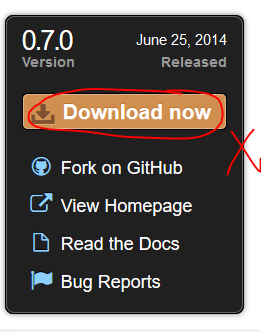 0.7.0 June 25, 2014
Version Released
Download now
Fork on GitHub
View Homepage
Read the Docs
Bug Reports